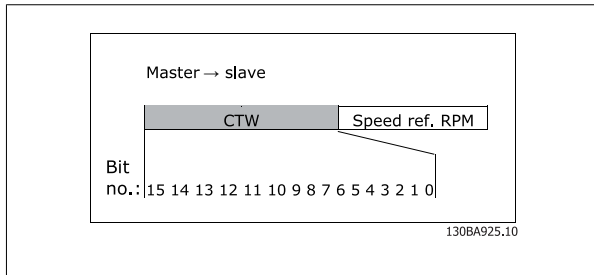 Master → slave
CTW Speed ref. RPM
Bit
no.: 15 14 13 12 11 10 9 8 7 6 5 4 3 2 1 0
130BA925.10